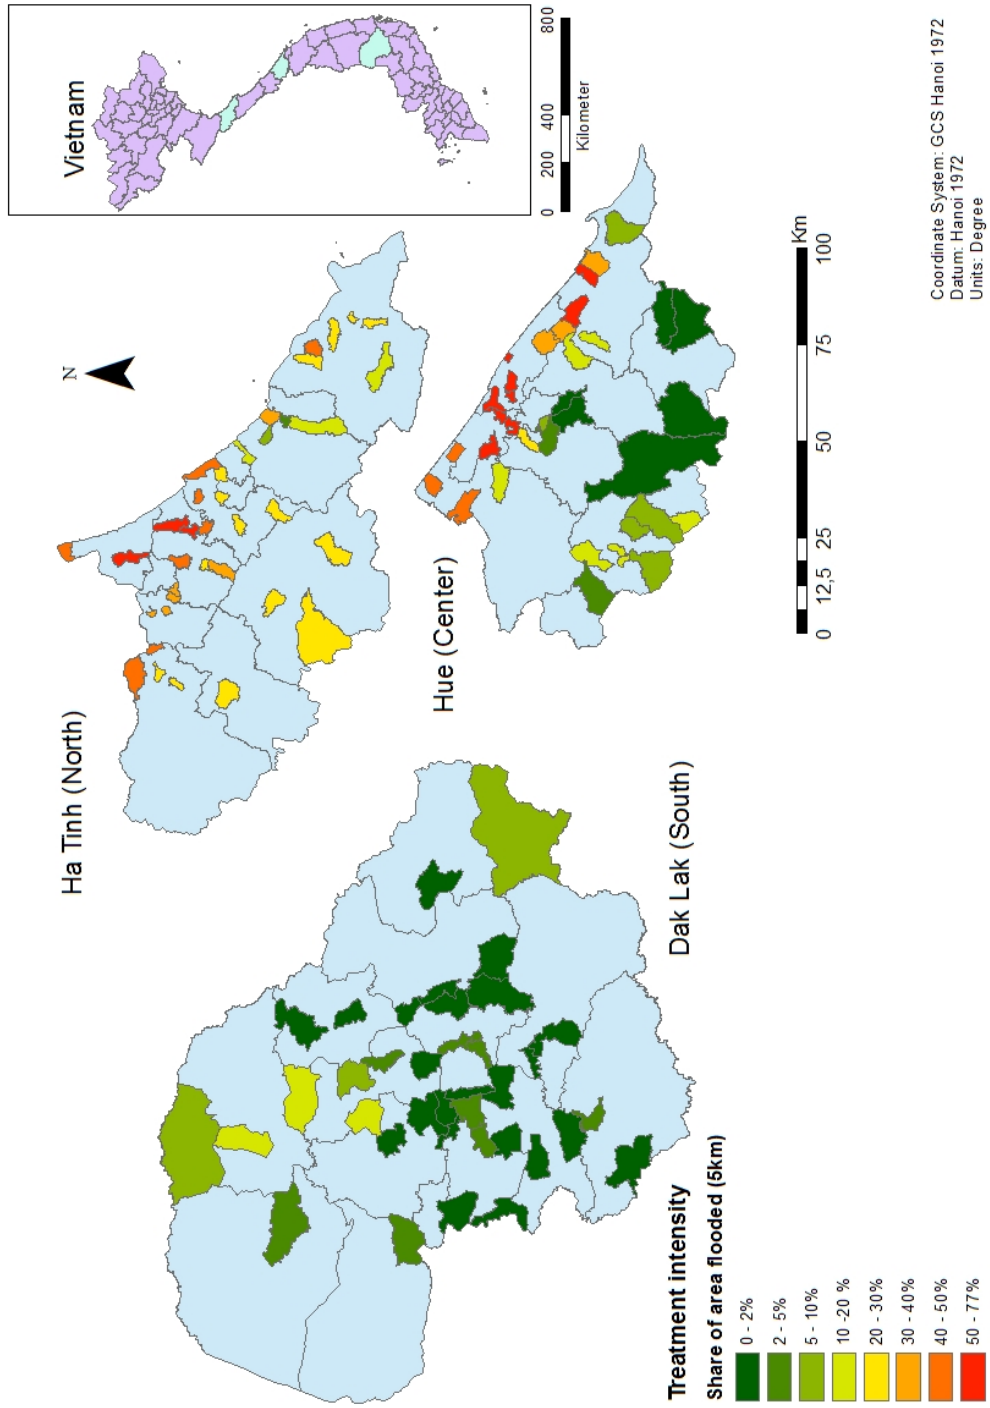 Ha Tinh (North)
N
Vietnam
0 200 400 800
Kilometer
Hue (Center)
Dak Lak (South)
Km
0 12,5 25 50 75 100
Treatment intensity
Share of area flooded (5km)
0 - 2%
2 - 5%
5 - 10%
10 -20 %
20 - 30%
30 - 40%
40 - 50%
50 - 77%
Coordinate System: GCS Hanoi 1972
Datum: Hanoi 1972
Units: Degree